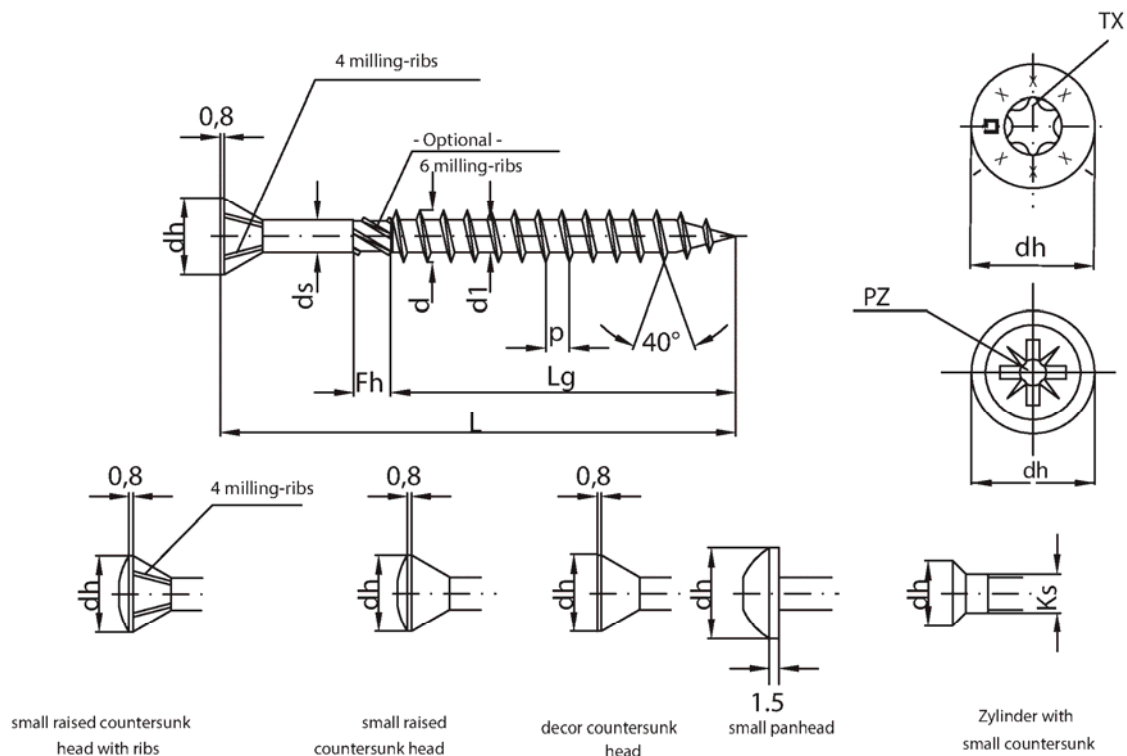 TX
4 milling-ribs
0,8
- Optional -
6 milling-ribs
dh
ds
d
d1
p
40°
Fh
Lg
L
dh
PZ
dh
0,8
4 milling-ribs
dh
0,8
dh
0,8
dh
dh
1.5
dh
Ks
small raised countersunk
head with ribs
small raised
countersunk head
decor countersunk
head
small panhead
Zylinder with
small countersunk